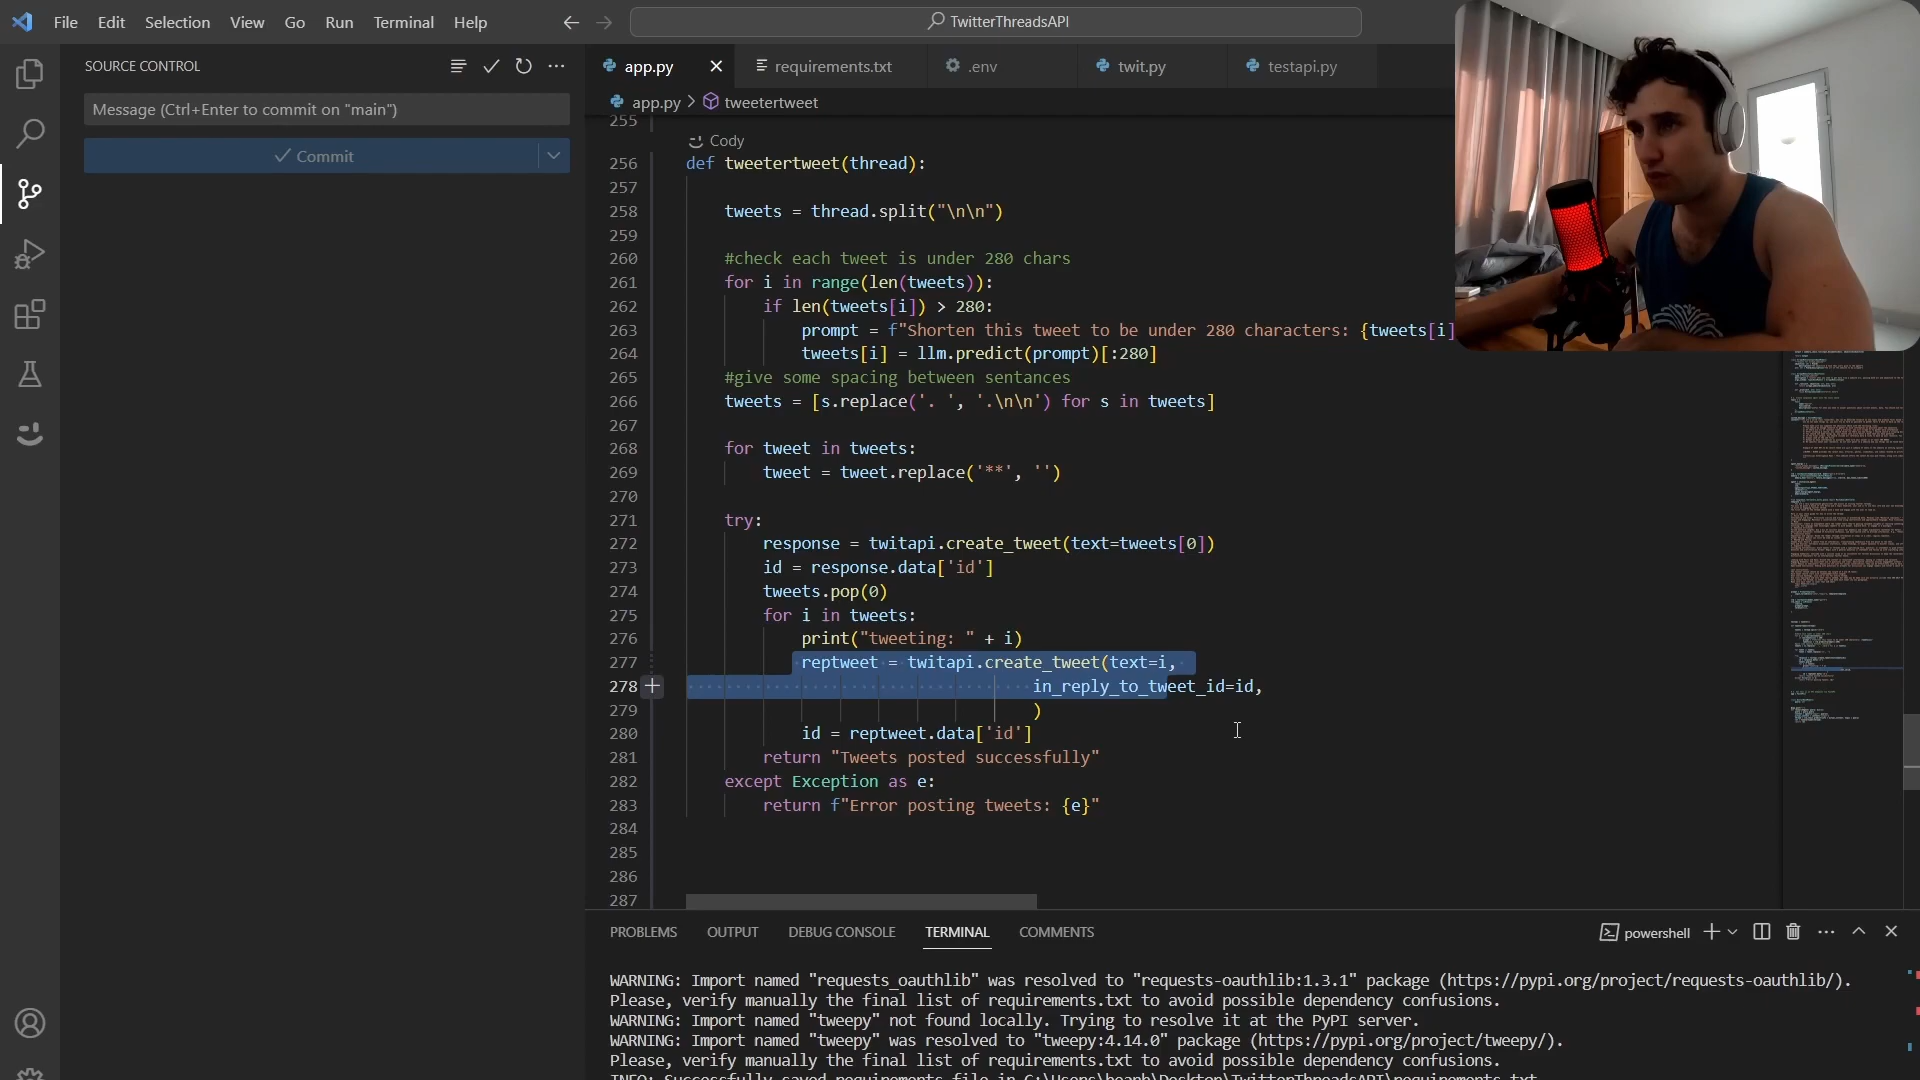 File Edit Selection View Go Run Terminal Help
TwitterThreadsAPI
SOURCE CONTROL
Message (Ctrl+Enter to commit on "main")
Commit
app.py
requirements.txt
.env
twit.py
testapi.py
app.py > tweetertweet
255
Cody
256 def tweetertweet(thread):
257
258 tweets = thread.split("\n\n")
259
260 #check each tweet is under 280 chars
261 for i in range(len(tweets)):
262 if len(tweets[i]) > 280:
263 prompt = f"Shorten this tweet to be under 280 characters: {tweets[i]
264 tweets[i] = llm.predict(prompt)[:280]
265 #give some spacing between sentances
266 tweets = [s.replace('. ', '.\n\n') for s in tweets]
267
268 for tweet in tweets:
269 tweet = tweet.replace('**', '')
270
271 try:
272 response = twitapi.create_tweet(text=tweets[0])
273 id = response.data['id']
274 tweets.pop(0)
275 for i in tweets:
276 print("tweeting: " + i)
277 reptweet = twitapi.create_tweet(text=i,
278 in_reply_to_tweet_id=id,
279 )
280 id = reptweet.data['id']
281 return "Tweets posted successfully"
282 except Exception as e:
283 return f"Error posting tweets: {e}"
284
285
286
287
PROBLEMS OUTPUT DEBUG CONSOLE TERMINAL COMMENTS
powershell
WARNING: Import named "requests_oauthlib" was resolved to "requests-oauthlib:1.3.1" package (https://pypi.org/project/requests-oauthlib/).
Please, verify manually the final list of requirements.txt to avoid possible dependency confusions.
WARNING: Import named "tweepy" not found locally. Trying to resolve it at the PyPI server.
WARNING: Import named "tweepy" was resolved to "tweepy:4.14.0" package (https://pypi.org/project/tweepy/).
Please, verify manually the final list of requirements.txt to avoid possible dependency confusions.
INFO: Successfully saved requirements file in C:\Users\

\Desktop\TwitterThreadsAPI\requirements.txt